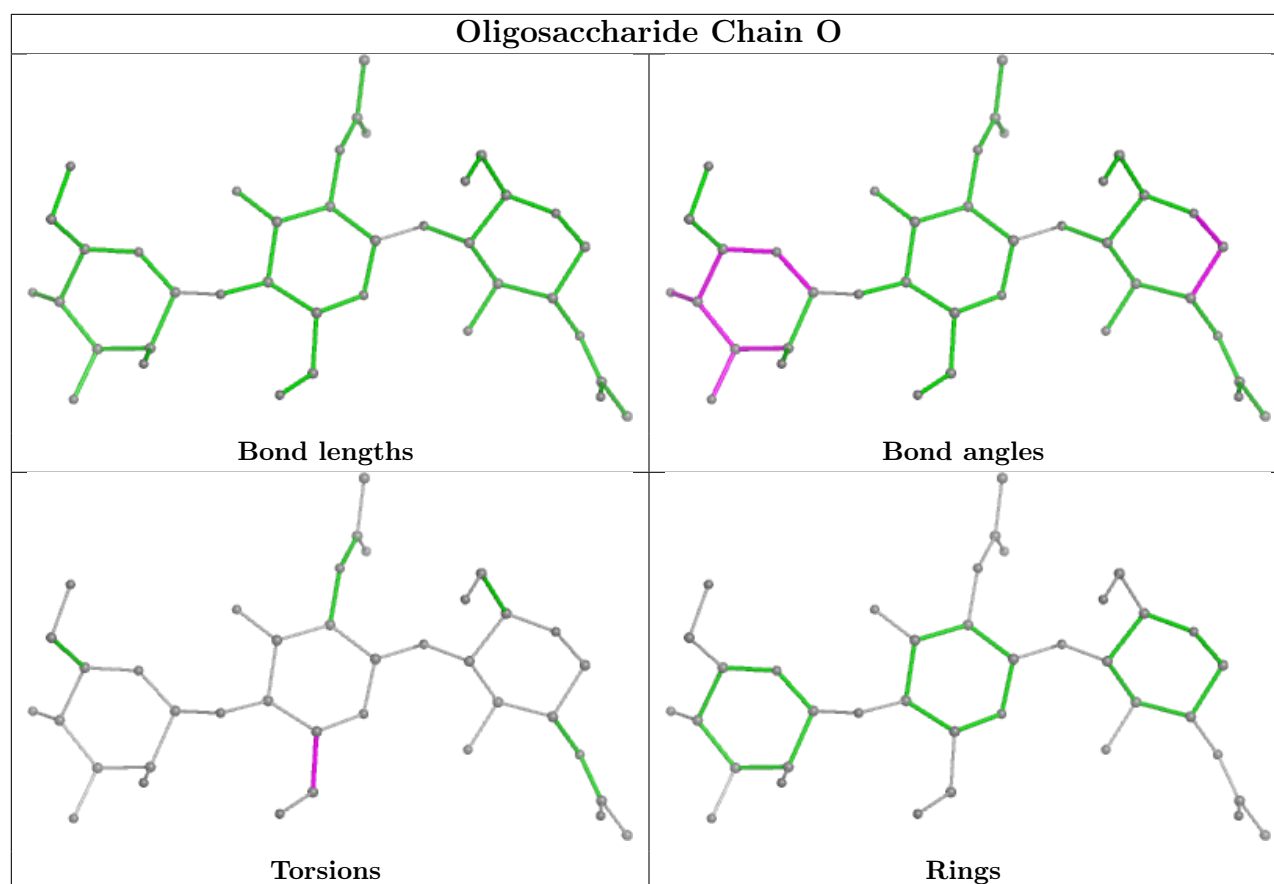 Oligosaccharide Chain O
Bond lengths
Bond angles
Torsions
Rings